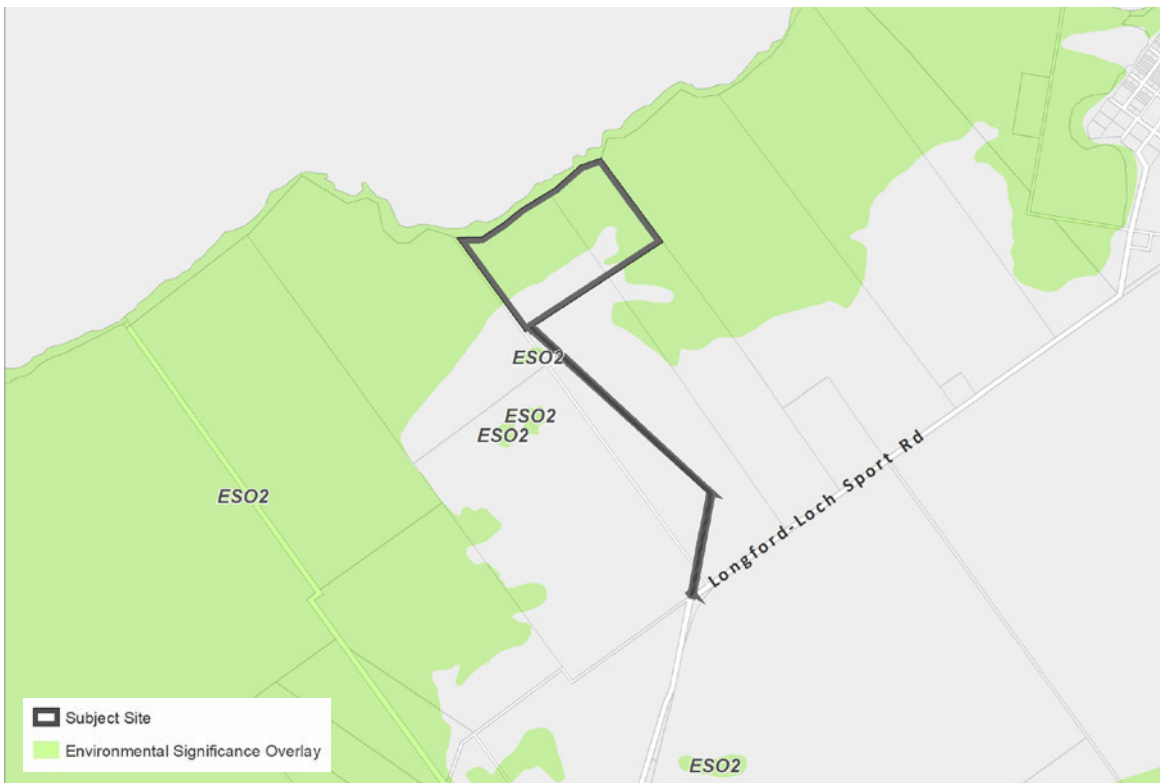 ESO2
ESO2
ESO2
Longford-Loch Sport Rd
ESO2
Subject Site
Environmental Significance Overlay
ESO2